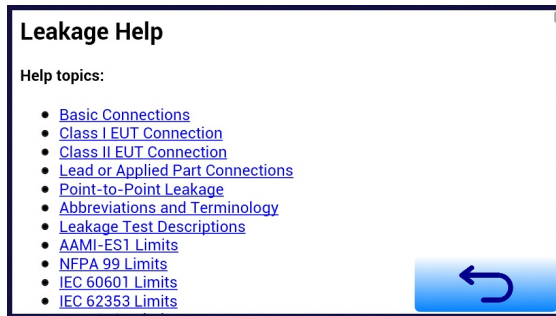 Leakage Help
Help topics:
Basic Connections
Class I EUT Connection
Class II EUT Connection
Lead or Applied Part Connections
Point-to-Point Leakage
Abbreviations and Terminology
Leakage Test Descriptions
AAMI-ES1 Limits
NFPA 99 Limits
IEC 60601 Limits
IEC 62353 Limits